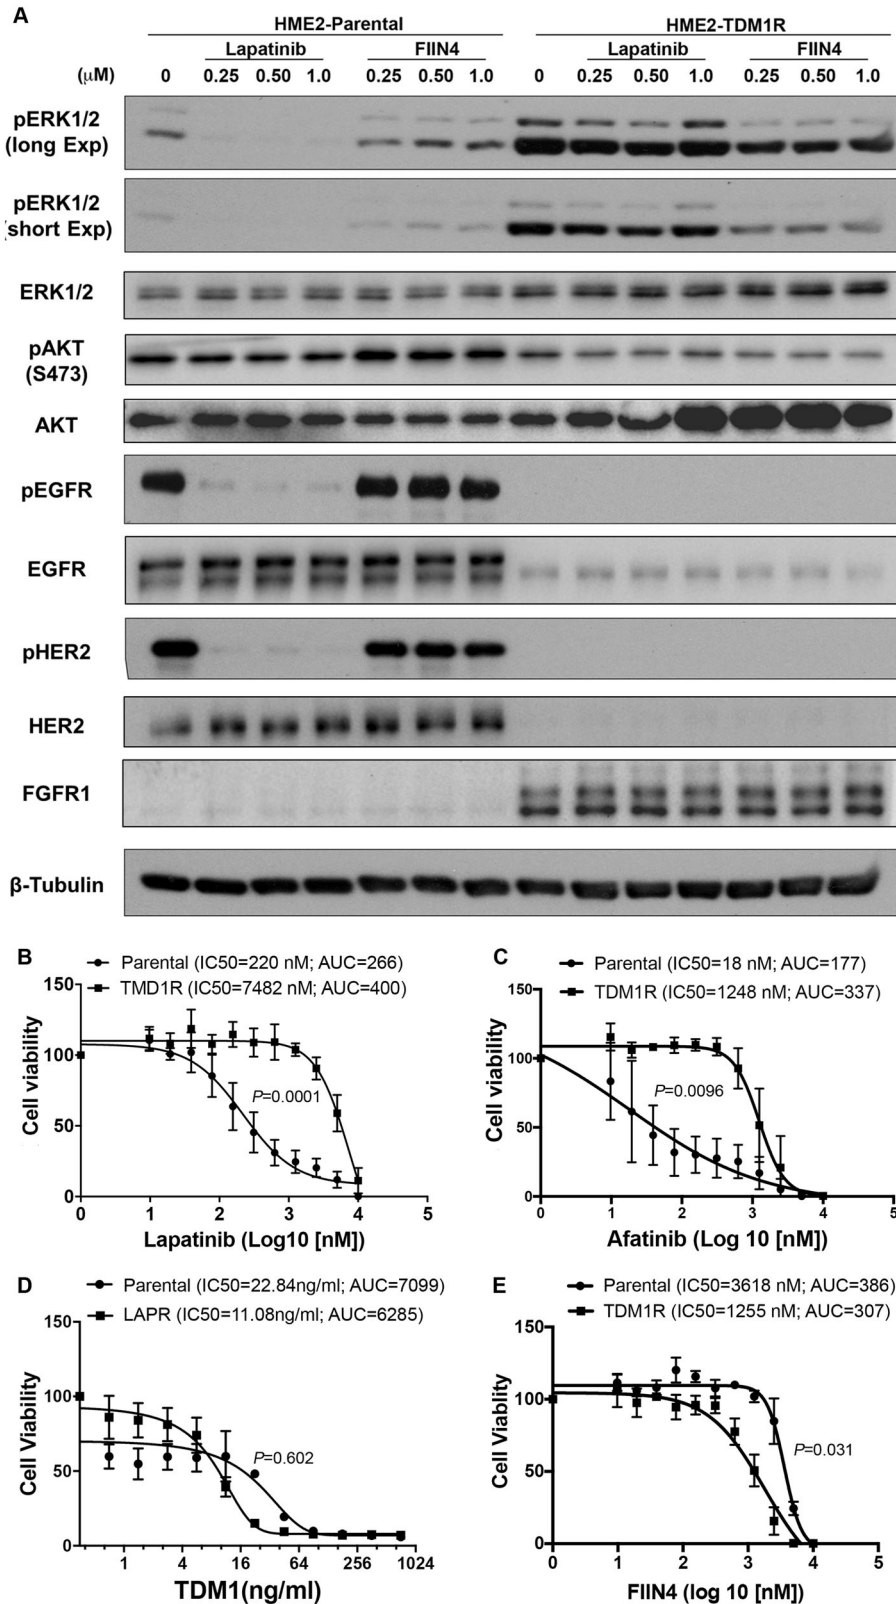 A
HME2-Parental HME2-TDM1R
Lapatinib FIIN4 Lapatinib FIIN4
(μM) 0 0.25 0.50 1.0 0.25 0.50 1.0 0 0.25 0.50 1.0 0.25 0.50 1.0
pERK1/2
(long Exp)
pERK1/2
(short Exp)
ERK1/2
pAKT
(S473)
AKT
pEGFR
EGFR
pHER2
HER2
FGFR1
β-Tubulin
B
Parental (IC50=220 nM; AUC=266)
TMD1R (IC50=7482 nM; AUC=400)
150
100
50
0
Cell viability
P=0.0001
0 1 2 3 4 5
Lapatinib (Log10 [nM])
C
Parental (IC50=18 nM; AUC=177)
TDM1R (IC50=1248 nM; AUC=337)
150
100
50
0
Cell viability
P=0.0096
0 1 2 3 4 5
Afatinib (Log 10 [nM])
D
Parental (IC50=22.84ng/ml; AUC=7099)
LAPR (IC50=11.08ng/ml; AUC=6285)
150
100
50
0
Cell Viability
P=0.602
1 4 16 64 256 1024
TDM1(ng/ml)
E
Parental (IC50=3618 nM; AUC=386)
TDM1R (IC50=1255 nM; AUC=307)
150
100
50
0
Cell Viability
P=0.031
0 1 2 3 4 5
FIIN4 (log 10 [nM])